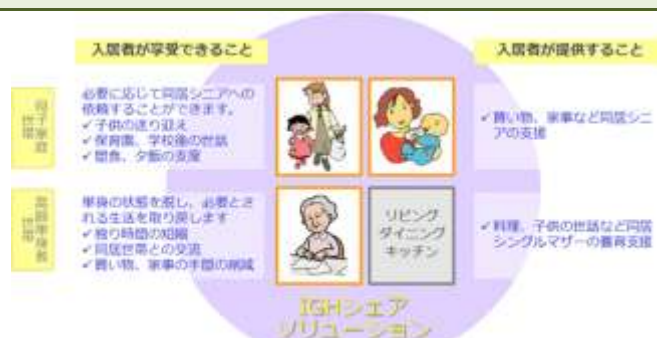 入居者が享受できること
入居者が提供すること
母子家庭
世帯
必要に応じて同居シニアへの
依頼することができます。
✓子供の送り迎え
✓保育園、学校後の世話
✓間食、夕飯の支度
✓買い物、家事など同居シニ
アの支援
高齢単身者
世帯
単身の状態を脱し、必要とさ
れる生活を取り戻します
✓独り時間の短縮
✓同居世帯との交流
✓買い物、家事の手間の削減
リビング
ダイニング
キッチン
✓料理、子供の世話など同居
シングルマザーの養育支援
IGHシェア
ソリューション